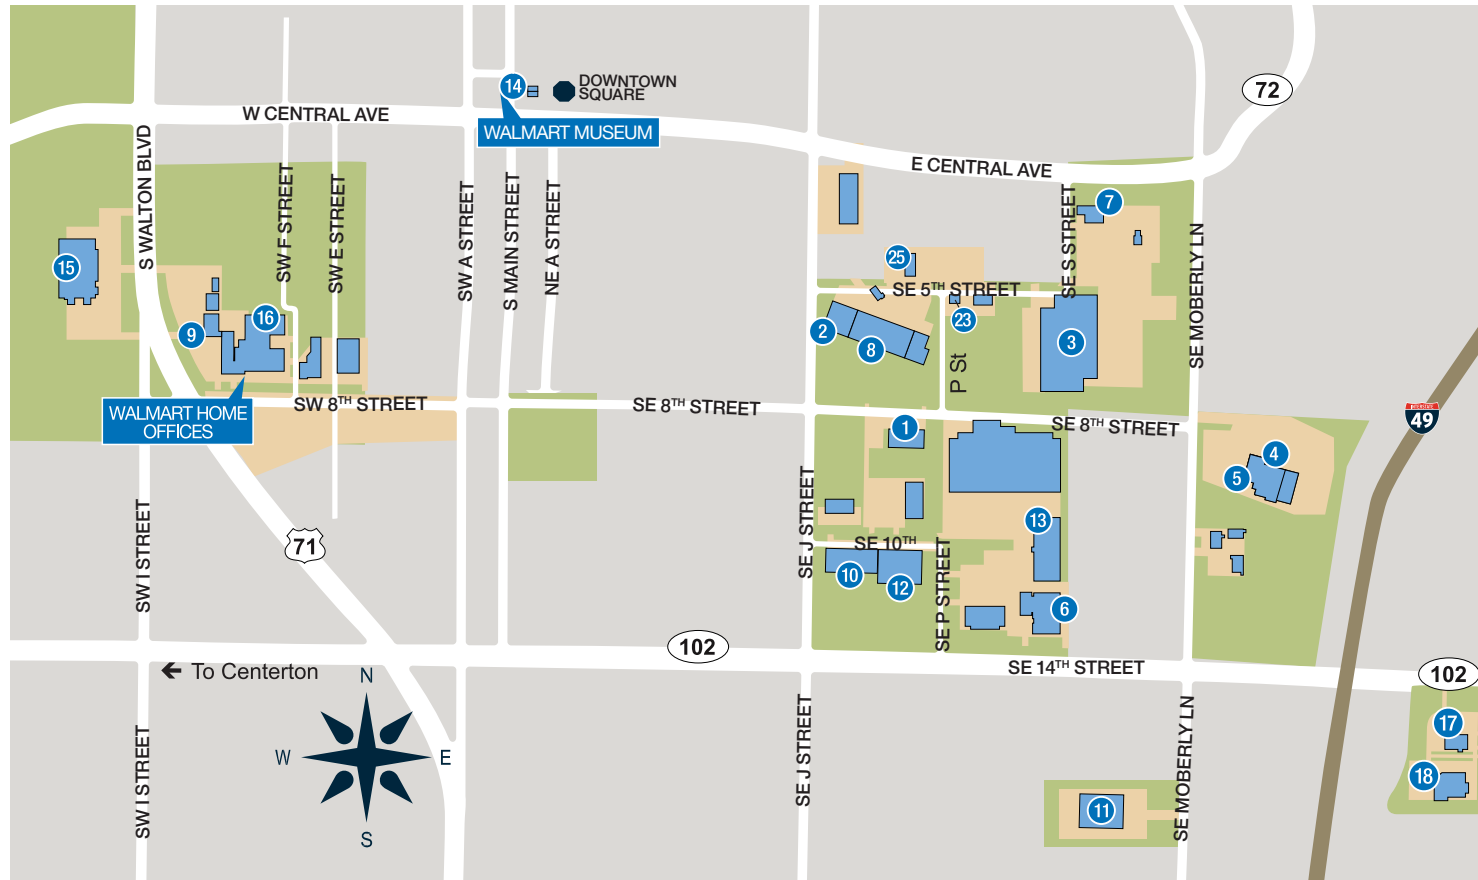 DOWNTOWN
SQUARE
14
72
W CENTRAL AVE
WALMART MUSEUM
E CENTRAL AVE
S WALTON BLVD
SW F STREET
SW E STREET
SW A STREET
S MAIN STREET
NE A STREET
SE S STREET
SE MOBERLY LN
7
15
25
SE 5TH STREET
16
9
23
2
8
3
P St
WALMART HOME
OFFICES
SW 8TH STREET
SE 8TH STREET
SE 8TH STREET
INTERSTATE
49
1
4
5
SE J STREET
13
SW I STREET
71
SE 10TH
10
12
SE P STREET
6
102
To Centerton
SE 14TH STREET
102
N
W
E
S
SW I STREET
SE J STREET
SE MOBERLY LN
17
18
11